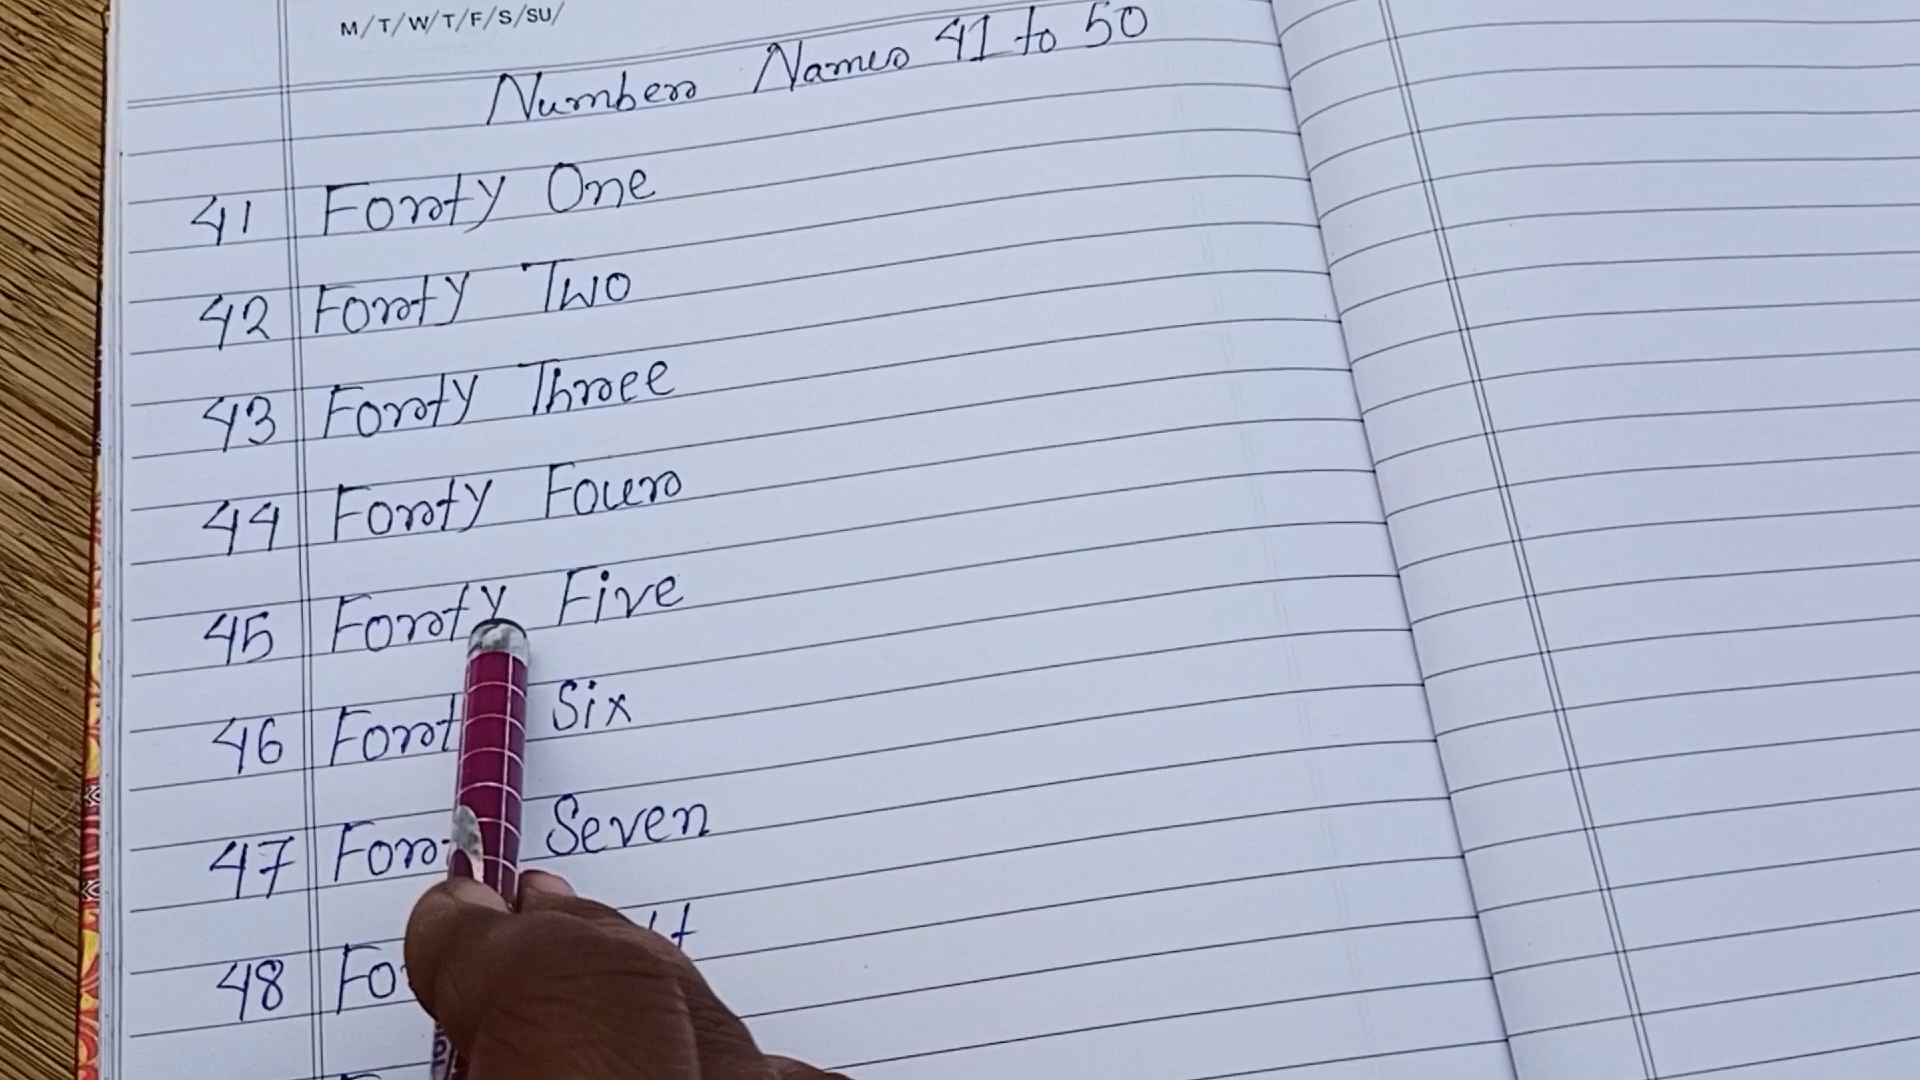 M/T/W/T/F/S/SU/
Number Names 41 to 50
41 Forty One
42 Forty Two
43 Forty Three
44 Forty Four
45 Forty Five
46 Six
47 Seven
48